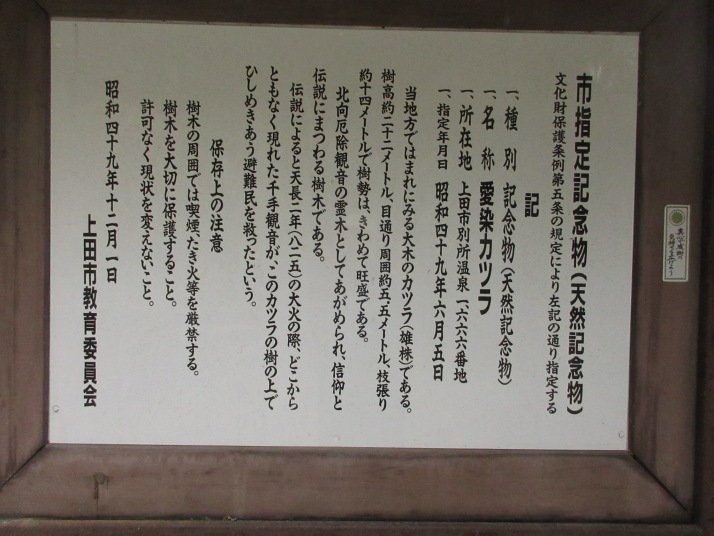 市指定記念物（天然記念物）
文化財保護条例第五条の規定により左記の通り指定する
記
一、種別 記念物（天然記念物）
一、名称 愛染カツラ
一、所在地 上田市別所温泉一、六六六番地
一、指定年月日 昭和四十九年六月五日
当地方ではまれにみる大木のカツラ（雄株）である。
樹高約二十二メートル、目通り周囲約五・五メートル、枝張り
約十四メートルで樹勢は、きわめて旺盛である。
北向厄除観音の霊木としてあがめられ、信仰と
伝説にまつわる樹木である。
伝説によると天長二年（八二五）の大火の際、どこから
ともなく現れた千手観音が、このカツラの樹の上で
ひしめきあう避難民を救ったという。
保存上の注意
樹木の周囲では喫煙、たき火等を厳禁する。
樹木を大切に保護すること。
許可なく現状を変えないこと。
昭和四十九年十二月一日
上田市教育委員会